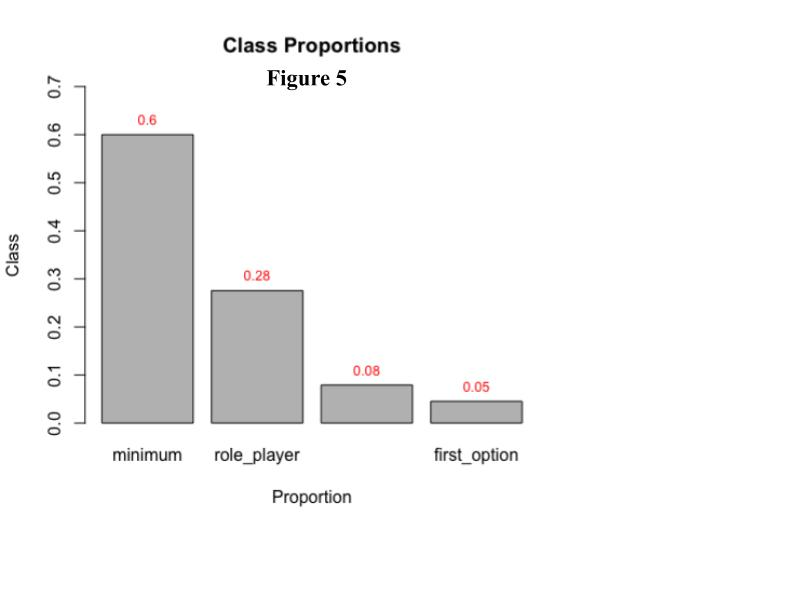 Class Proportions
Figure 5
0.7
0.6
0.5
0.4
0.3
0.2
0.1
0.0
Class
0.6
0.28
0.08
0.05
minimum role_player first_option
Proportion